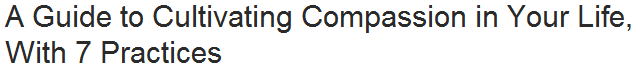 A Guide to Cultivating Compassion in Your Life,
With 7 Practices